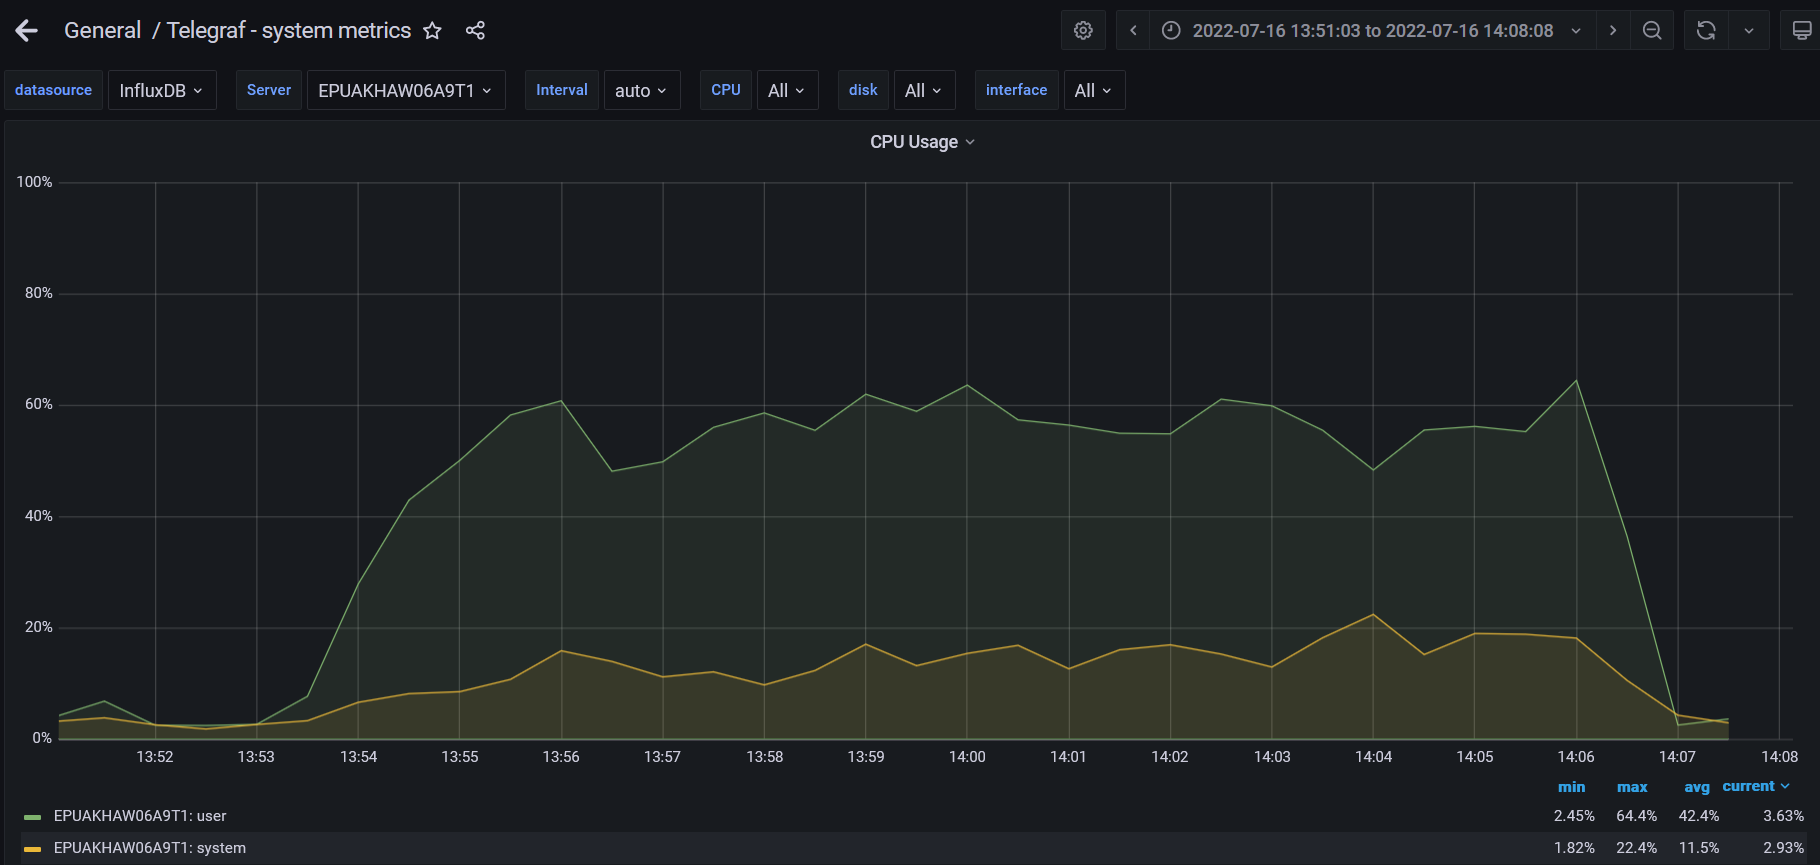 General / Telegraf - system metrics
2022-07-16 13:51:03 to 2022-07-16 14:08:08
datasource InfluxDB Server EPUAKHAW06A9T1 Interval auto CPU All disk All interface All
CPU Usage
100%
80%
60%
40%
20%
0%
13:52 13:53 13:54 13:55 13:56 13:57 13:58 13:59 14:00 14:01 14:02 14:03 14:04 14:05 14:06 14:07 14:08
min max avg current
EPUAKHAW06A9T1: user 2.45% 64.4% 42.4% 3.63%
EPUAKHAW06A9T1: system 1.82% 22.4% 11.5% 2.93%